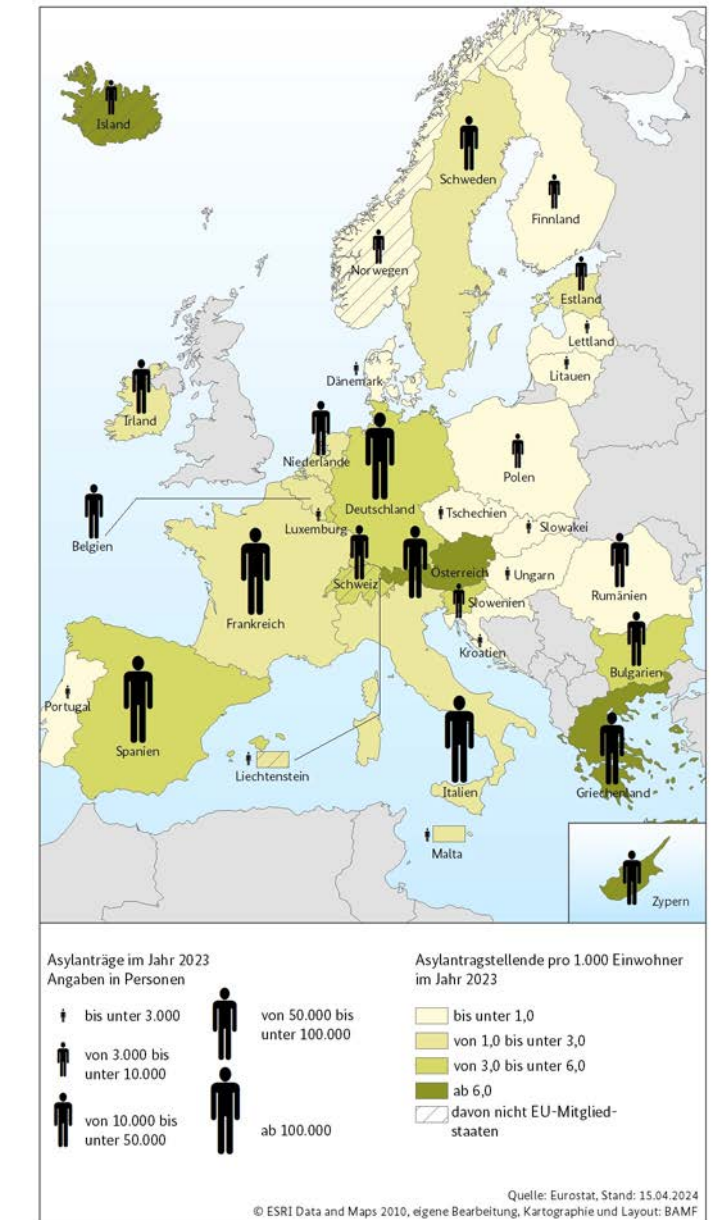 Island
Schweden
Finnland
Norwegen
Estland
Lettland
Litauen
Dänemark
Irland
Niederlande
Polen
Deutschland
Belgien
Luxemburg
Tschechien
Slowakei
Schweiz
Österreich
Ungarn
Rumänien
Frankreich
Slowenien
Kroatien
Bulgarien
Portugal
Spanien
Liechtenstein
Italien
Griechenland
Malta
Zypern
Asylanträge im Jahr 2023
Angaben in Personen
bis unter 3.000
von 3.000 bis
unter 10.000
von 10.000 bis
unter 50.000
von 50.000 bis
unter 100.000
ab 100.000
Asylantragstellende pro 1.000 Einwohner
im Jahr 2023
bis unter 1,0
von 1,0 bis unter 3,0
von 3,0 bis unter 6,0
ab 6,0
davon nicht EU-Mitglied-
staaten
Quelle: Eurostat, Stand: 15.04.2024
© ESRI Data and Maps 2010, eigene Bearbeitung, Kartographie und Layout: BAMF